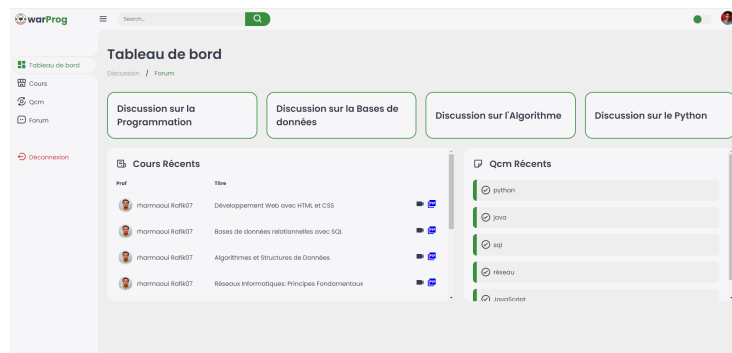 warProg
Search...
Tableau de bord
Cours
Qcm
Forum
Déconnexion
Tableau de bord
Discussion / Forum
Discussion sur la Programmation
Discussion sur la Bases de données
Discussion sur l'Algorithme
Discussion sur le Python
Cours Récents
Prof Titre
rharmaoui Rafik07 Développement Web avec HTML et CSS
rharmaoui Rafik07 Bases de données relationnelles avec SQL
rharmaoui Rafik07 Algorithmes et Structures de Données
rharmaoui Rafik07 Réseaux Informatiques: Principes Fondamentaux
Qcm Récents
python
java
sql
réseau
JavaScript